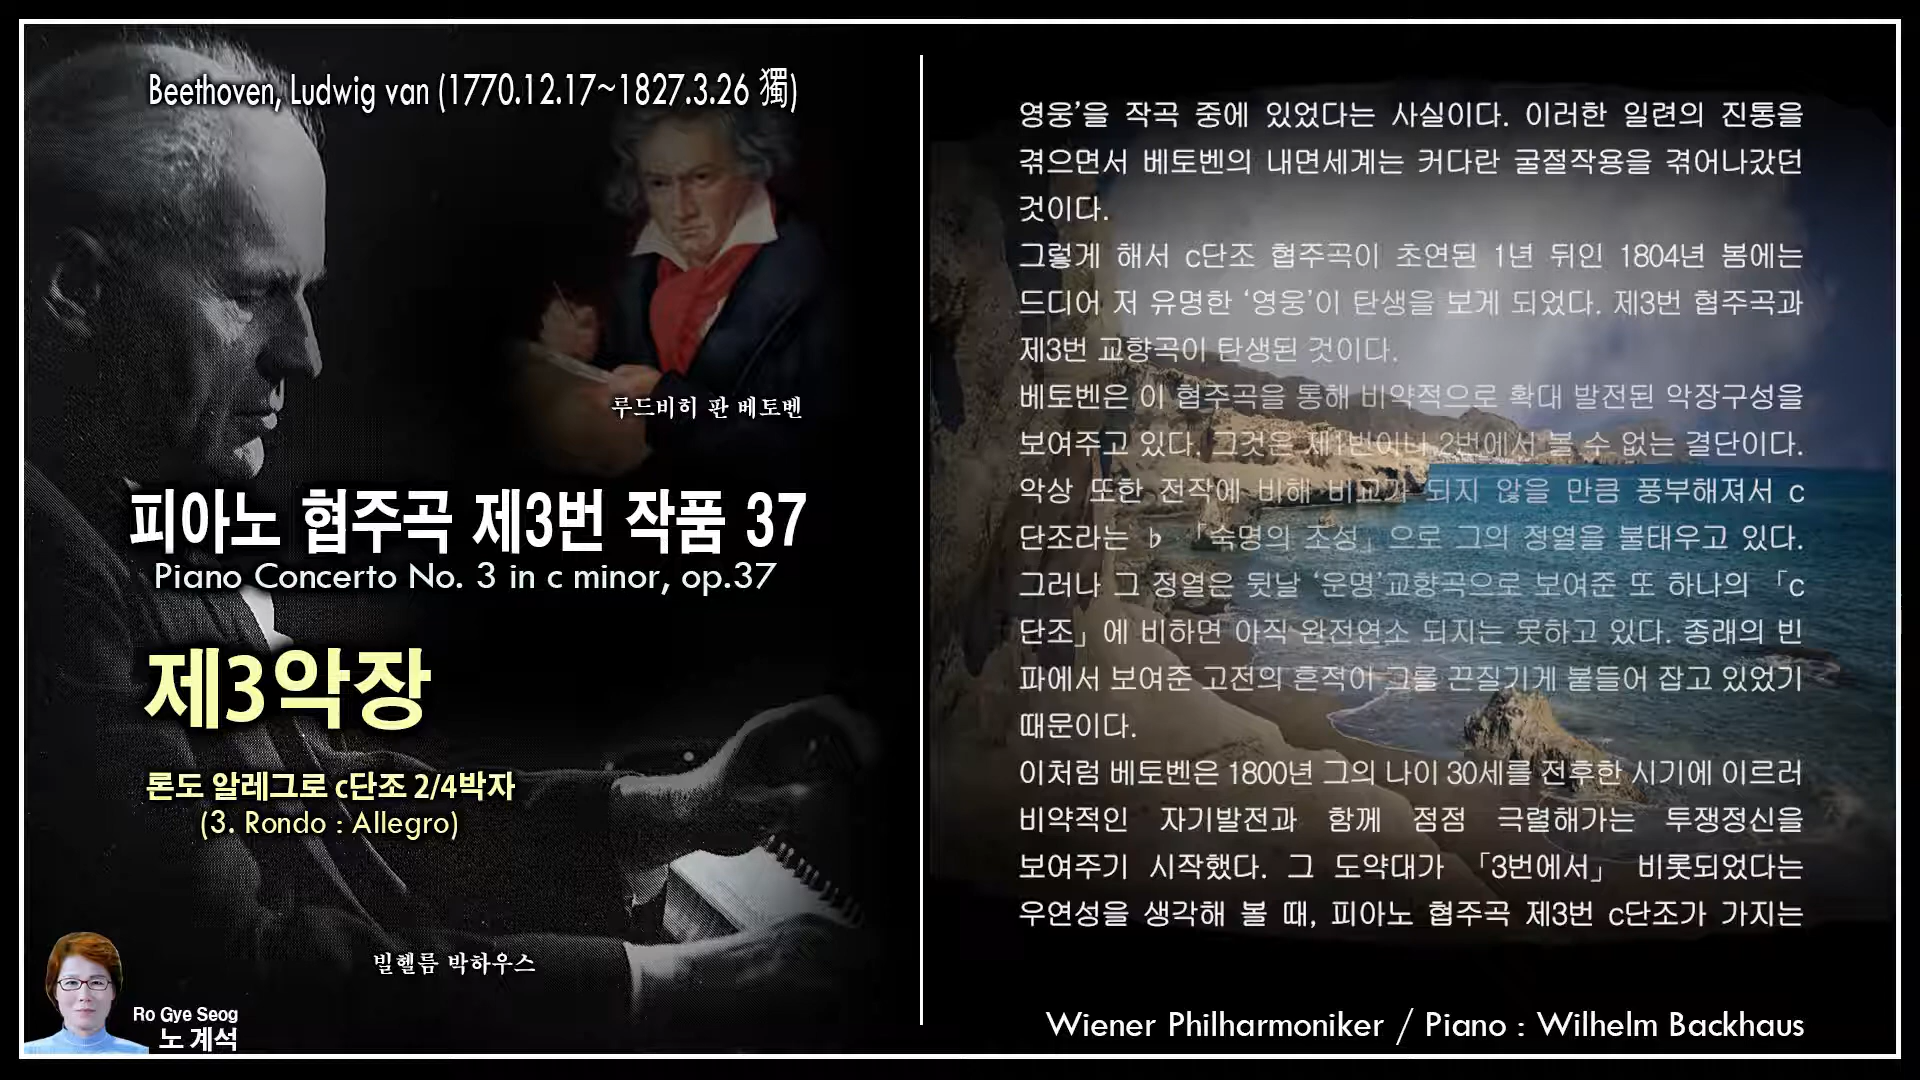 Beethoven, Ludwig van (1770.12.17~1827.3.26 獨)
루드비히 판 베토벤
피아노 협주곡 제3번 작품 37
Piano Concerto No. 3 in c minor, op.37
제3악장
론도 알레그로 c단조 2/4박자
(3. Rondo : Allegro)
빌헬름 박하우스
Ro Gye Seog
노 계석
영웅’을 작곡 중에 있었다는 사실이다. 이러한 일련의 진통을
겪으면서 베토벤의 내면세계는 커다란 굴절작용을 겪어나갔던
것이다.
그렇게 해서 c단조 협주곡이 초연된 1년 뒤인 1804년 봄에는
드디어 저 유명한 ‘영웅’이 탄생을 보게 되었다. 제3번 협주곡과
제3번 교향곡이 탄생된 것이다.
베토벤은 이 협주곡을 통해 비약적으로 확대 발전된 악장구성을
보여주고 있다. 그것은 제1번이나 2번에서 볼 수 없는 결단이다.
악상 또한 전작에 비해 비교가 되지 않을 만큼 풍부해져서 c
단조라는 ♭ 「숙명의 조성」으로 그의 정열을 불태우고 있다.
그러나 그 정열은 뒷날 ‘운명’교향곡으로 보여준 또 하나의 「c
단조」에 비하면 아직 완전연소 되지는 못하고 있다. 종래의 빈
파에서 보여준 고전의 흔적이 그를 끈질기게 붙들어 잡고 있었기
때문이다.
이처럼 베토벤은 1800년 그의 나이 30세를 전후한 시기에 이르러
비약적인 자기발전과 함께 점점 극렬해가는 투쟁정신을
보여주기 시작했다. 그 도약대가 「3번에서」 비롯되었다는
우연성을 생각해 볼 때, 피아노 협주곡 제3번 c단조가 가지는
Wiener Philharmoniker / Piano : Wilhelm Backhaus